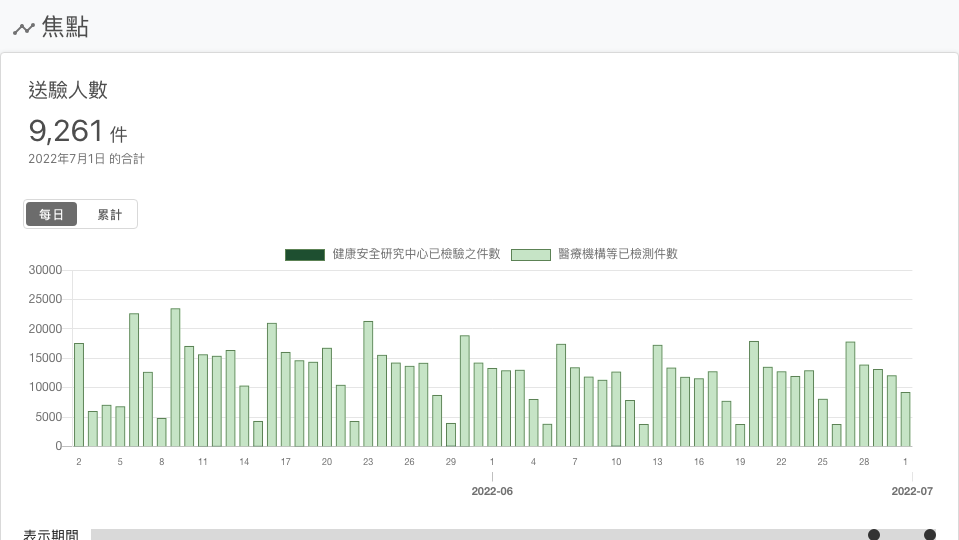 焦點
送驗人數
9,261 件
2022年7月1日 的合計
每日 累計
健康安全研究中心已檢驗之件數 醫療機構等已檢測件數
30000
25000
20000
15000
10000
5000
0
2 5 8 11 14 17 20 23 26 29 1 4 7 10 13 16 19 22 25 28 1
2022-06 2022-07
表示期間